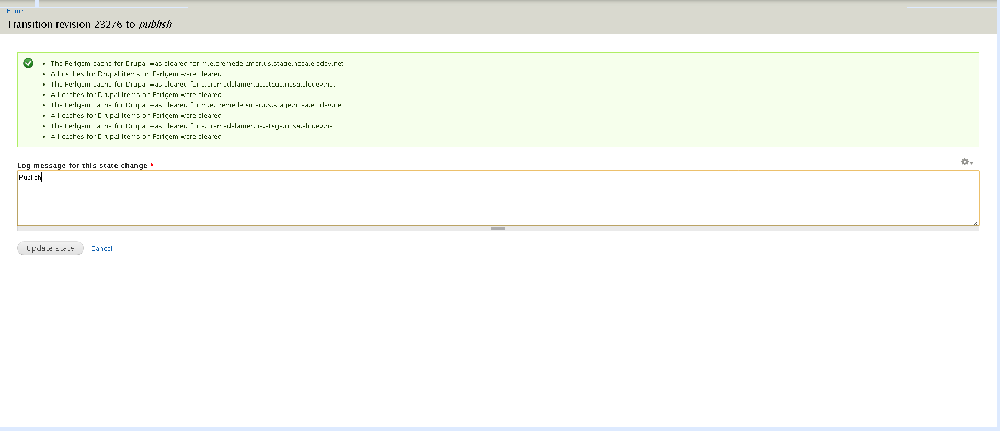 Home
Transition revision 23276 to publish
The Perlgem cache for Drupal was cleared for m.e.cremedelamer.us.stage.ncsa.elcdev.net
All caches for Drupal items on Perlgem were cleared
The Perlgem cache for Drupal was cleared for e.cremedelamer.us.stage.ncsa.elcdev.net
All caches for Drupal items on Perlgem were cleared
The Perlgem cache for Drupal was cleared for m.e.cremedelamer.us.stage.ncsa.elcdev.net
All caches for Drupal items on Perlgem were cleared
The Perlgem cache for Drupal was cleared for e.cremedelamer.us.stage.ncsa.elcdev.net
All caches for Drupal items on Perlgem were cleared
Log message for this state change *
Publish
Update state Cancel